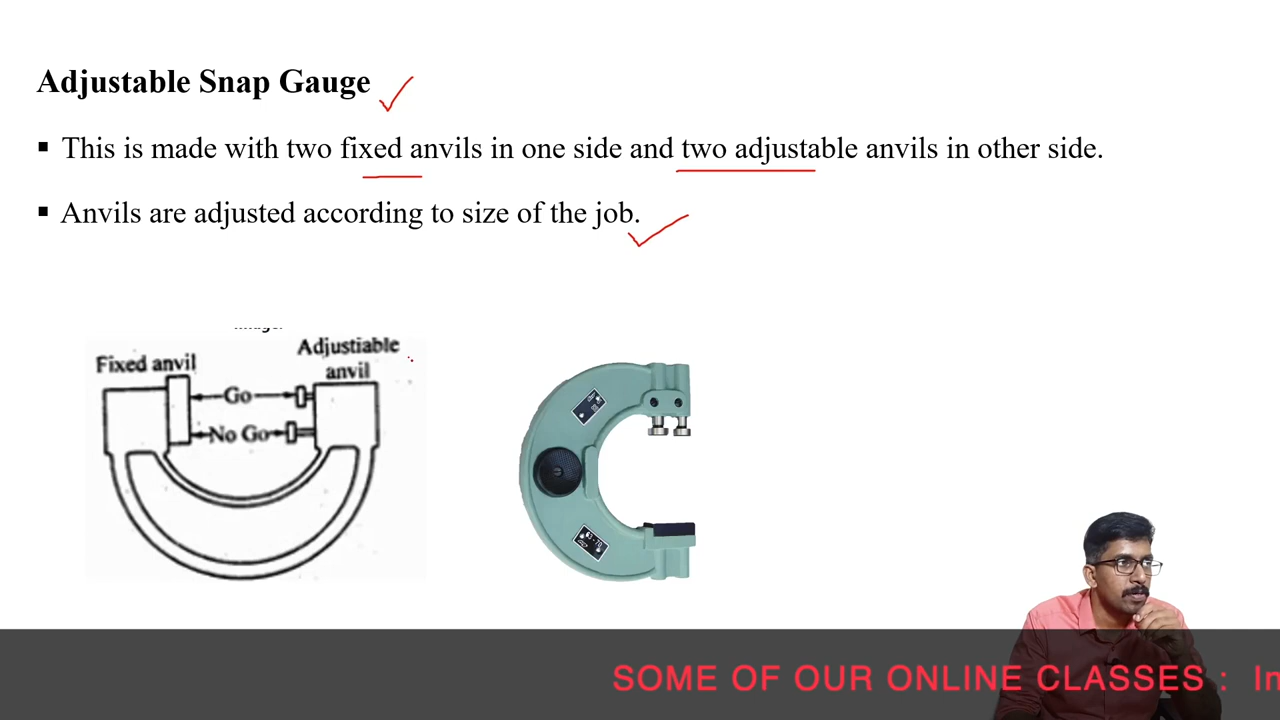 Adjustable Snap Gauge
▪ This is made with two fixed anvils in one side and two adjustable anvils in other side.
▪ Anvils are adjusted according to size of the job.
Fixed anvil
Adjustiable
anvil
Go
No Go
SOME OF OUR ONLINE CLASSES : In